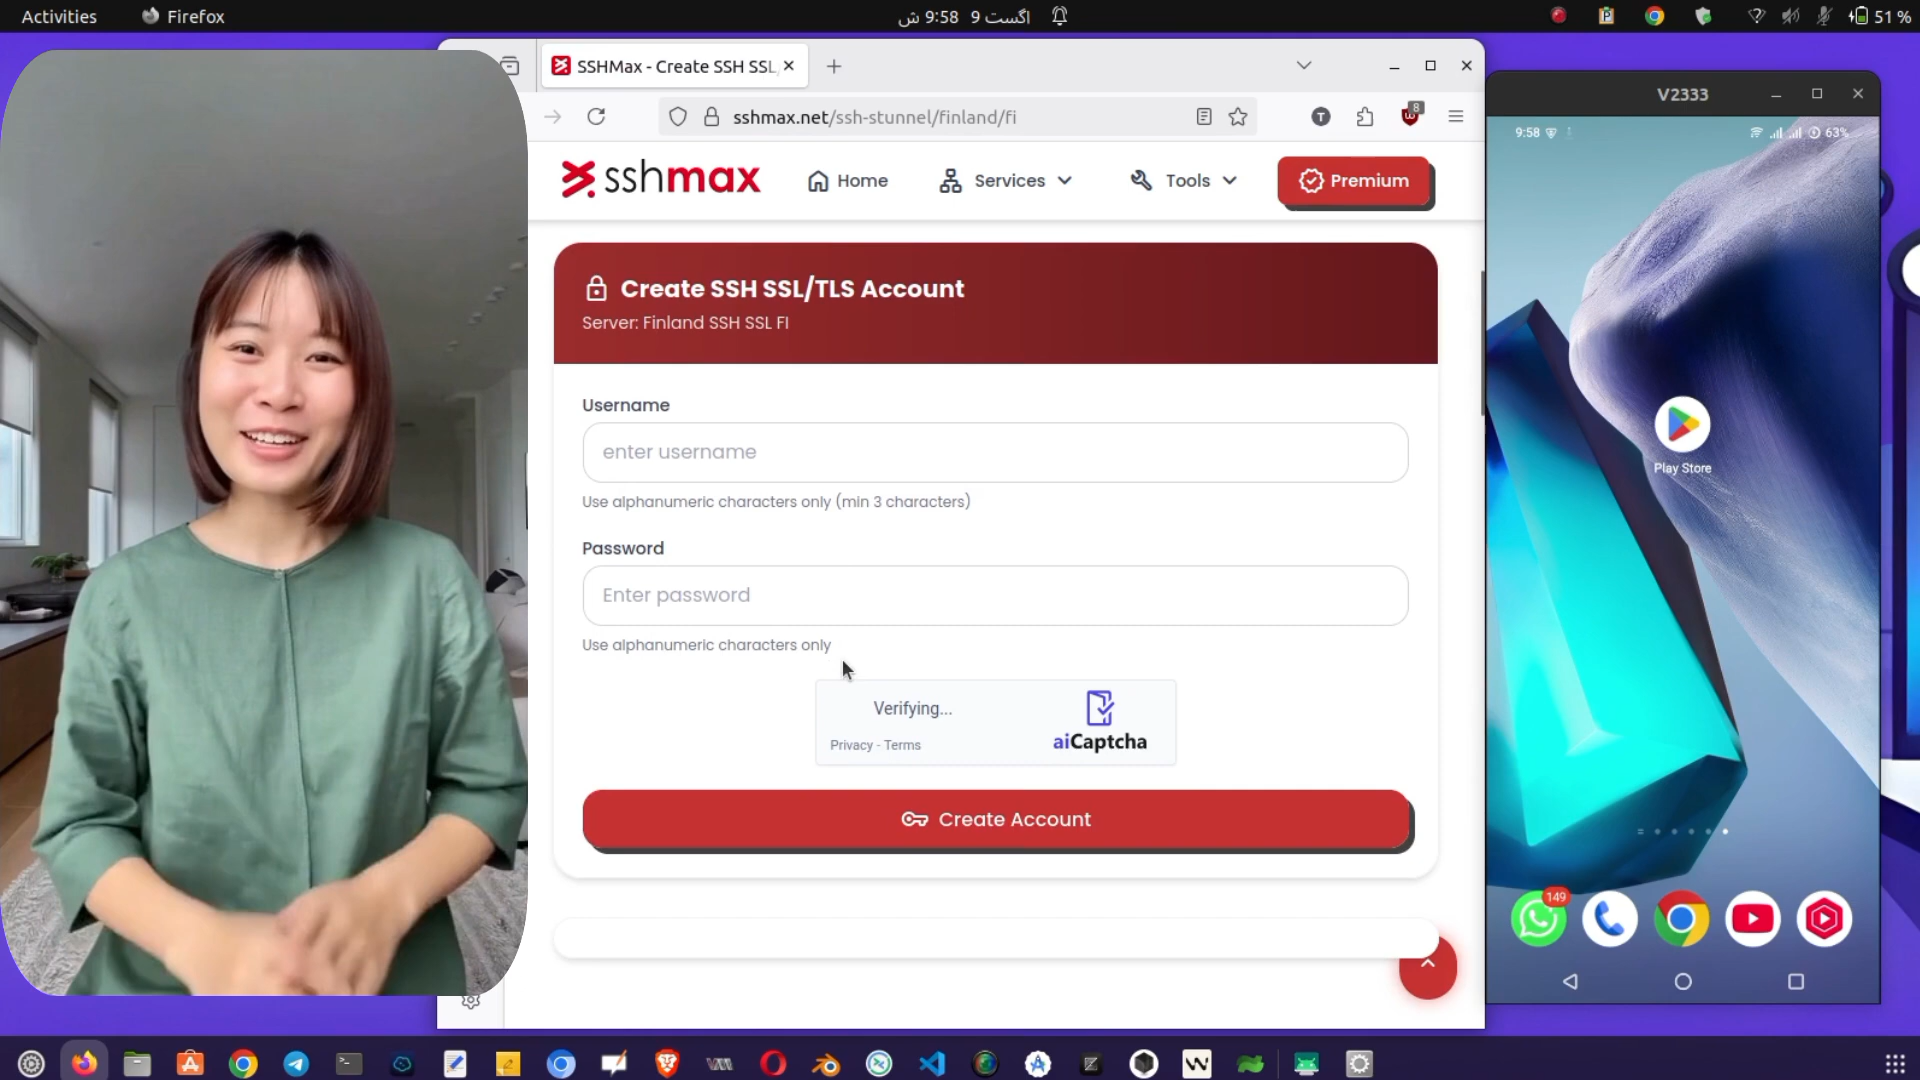 Activities
Firefox
اگست 9  9:58 ش
51 %
SSHMax - Create SSH SSL
sshmax.net/ssh-stunnel/finland/fi
T
8
sshmax
Home
Services
Tools
Premium
Create SSH SSL/TLS Account
Server: Finland SSH SSL FI
Username
enter username
Use alphanumeric characters only (min 3 characters)
Password
Enter password
Use alphanumeric characters only
Verifying...
Privacy - Terms
aiCaptcha
Create Account
V2333
9:58
63%
Play Store
149